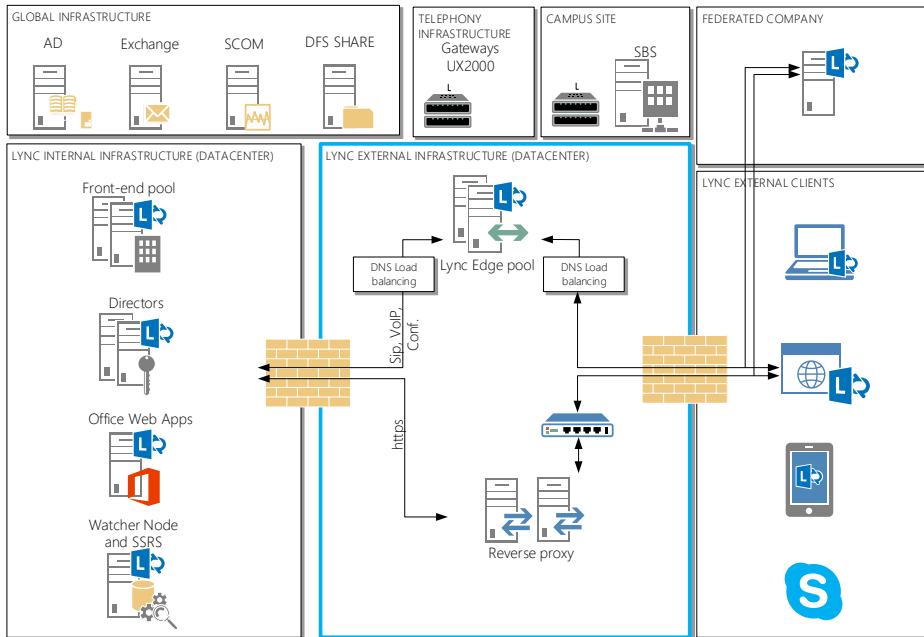 GLOBAL INFRASTRUCTURE
AD
Exchange
SCOM
DFS SHARE
TELEPHONY
INFRASTRUCTURE
Gateways
UX2000
L
CAMPUS SITE
SBS
L
FEDERATED COMPANY
L
LYNC INTERNAL INFRASTRUCTURE (DATACENTER)
Front-end pool
L
Directors
L
Office Web Apps
L
Watcher Node
and SSRS
L
LYNC EXTERNAL INFRASTRUCTURE (DATACENTER)
L
Lync Edge pool
DNS Load
balancing
DNS Load
balancing
Sip, VoIP,
Conf.
https
Reverse proxy
LYNC EXTERNAL CLIENTS
L
L
L
S